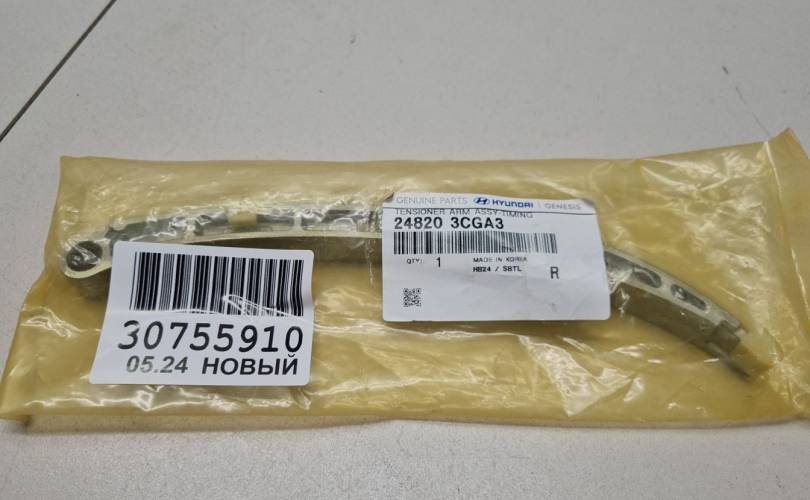 GENUINE PARTS HYUNDAI GENESIS
TENSIONER ARM ASSY-TIMING
24820 3CGA3
QTY: 1 MADE IN KOREA
HB24 / SBTL R
30755910
05.24 НОВЫЙ